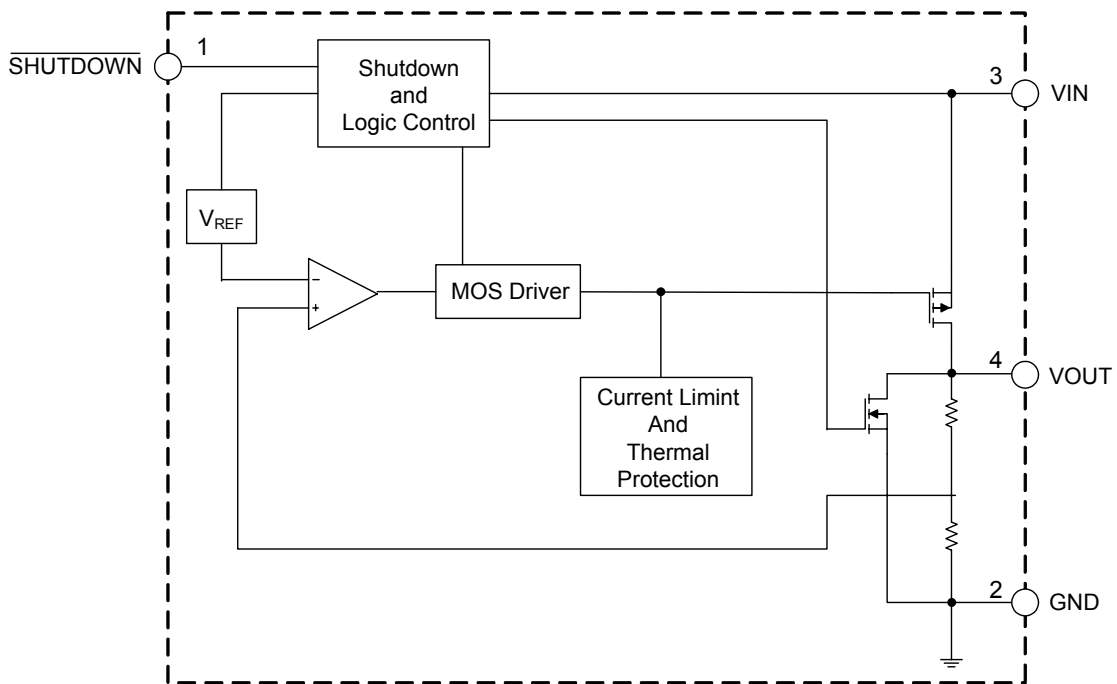 SHUTDOWN
1
Shutdown
and
Logic Control
3
VIN
VREF
−
+
MOS Driver
4
VOUT
Current Limint
And
Thermal
Protection
2
GND